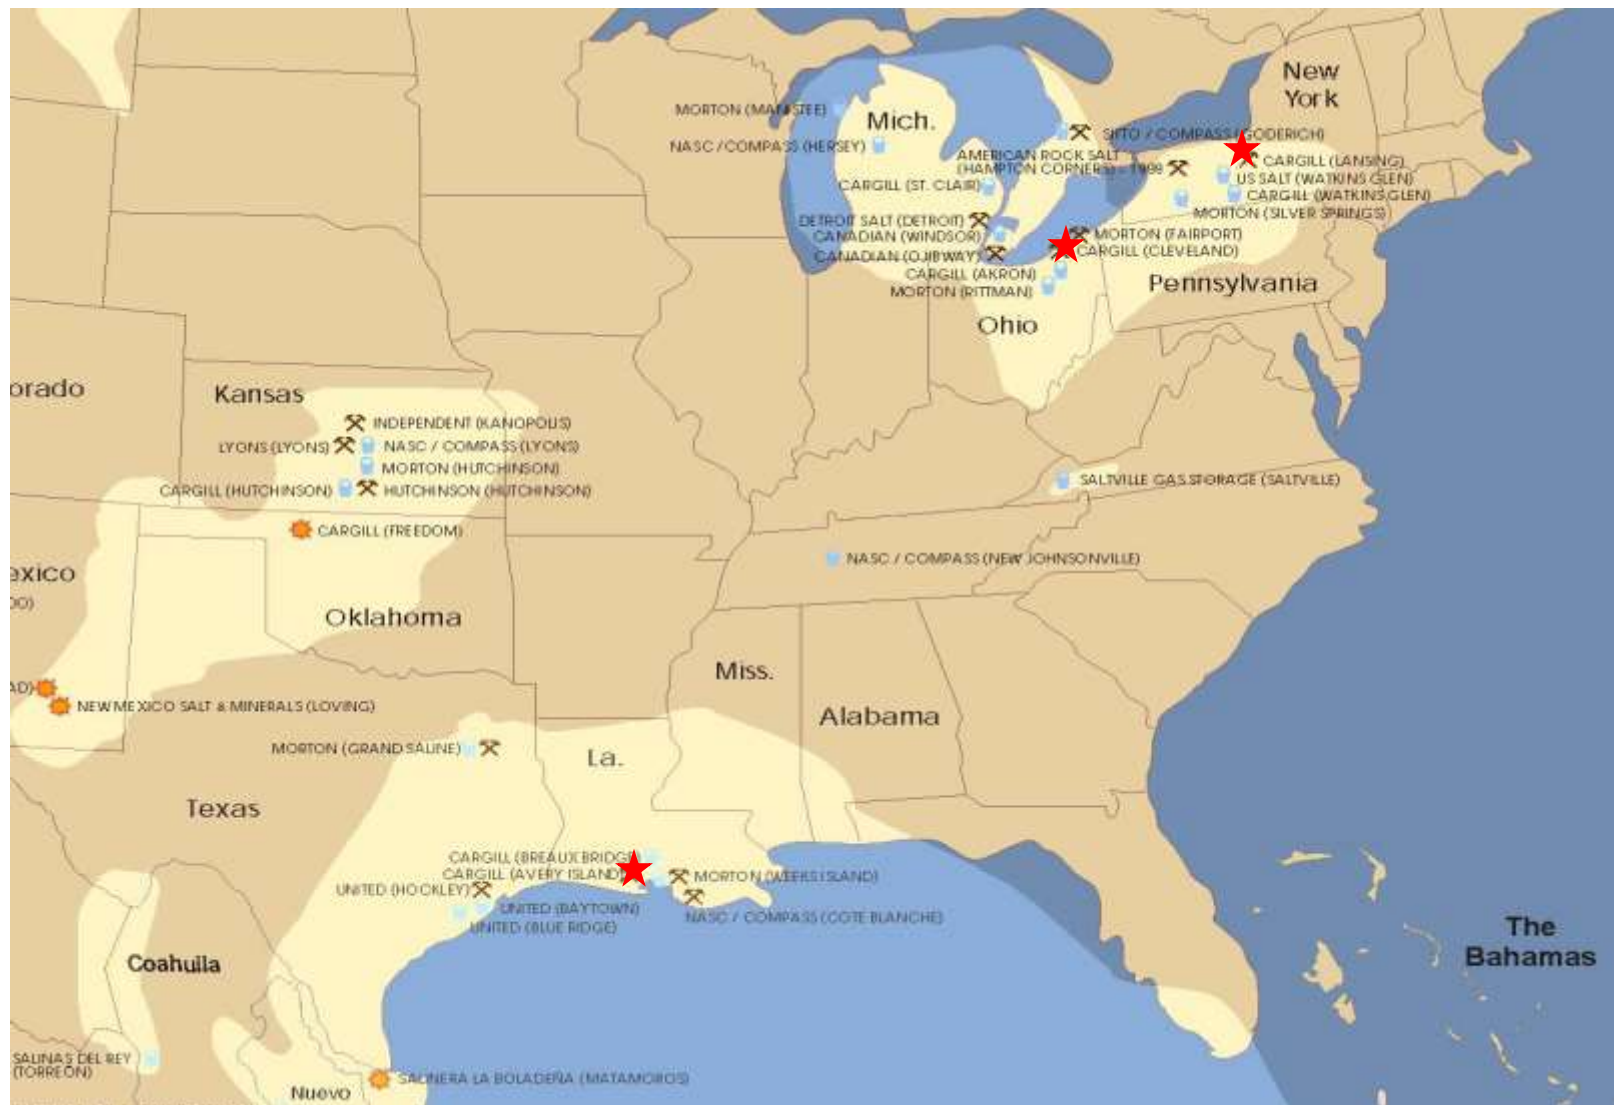 New
York
MORTON (MANISTEE)
Mich.
SIFTO / COMPASS (GODERICH)
NASC / COMPASS (HERSEY)
AMERICAN ROCK SALT
(HAMPTON CORNERS) - 1998
CARGILL (LANSING)
US SALT (WATKINS GLEN)
CARGILL (ST. CLAIR)
CARGILL (WATKINS GLEN)
MORTON (SILVER SPRINGS)
DETROIT SALT (DETROIT)
CANADIAN (WINDSOR)
MORTON (FAIRPORT)
CARGILL (CLEVELAND)
CANADIAN (OJIBWAY)
CARGILL (AKRON)
MORTON (RITTMAN)
Pennsylvania
Ohio
orado
Kansas
INDEPENDENT (KANOPOLIS)
LYONS (LYONS)
NASC / COMPASS (LYONS)
MORTON (HUTCHINSON)
CARGILL (HUTCHINSON)
HUTCHINSON (HUTCHINSON)
SALTVILLE GAS STORAGE (SALTVILLE)
CARGILL (FREEDOM)
NASC / COMPASS (NEW JOHNSONVILLE)
exico
OO)
Oklahoma
Miss.
AD)
NEW MEXICO SALT & MINERALS (LOVING)
Alabama
MORTON (GRAND SALINE)
La.
Texas
CARGILL (BREAUX BRIDGE
CARGILL (AVERY ISLAND)
MORTON (WEEKS ISLAND)
UNITED (HOCKLEY)
UNITED (BAYTOWN)
NASC / COMPASS (COTE BLANCHE)
UNITED (BLUE RIDGE)
The
Bahamas
Coahuila
SALINAS DEL REY
(TORREON)
SALINERA LA BOLADEÑA (MATAMOROS)
Nuevo